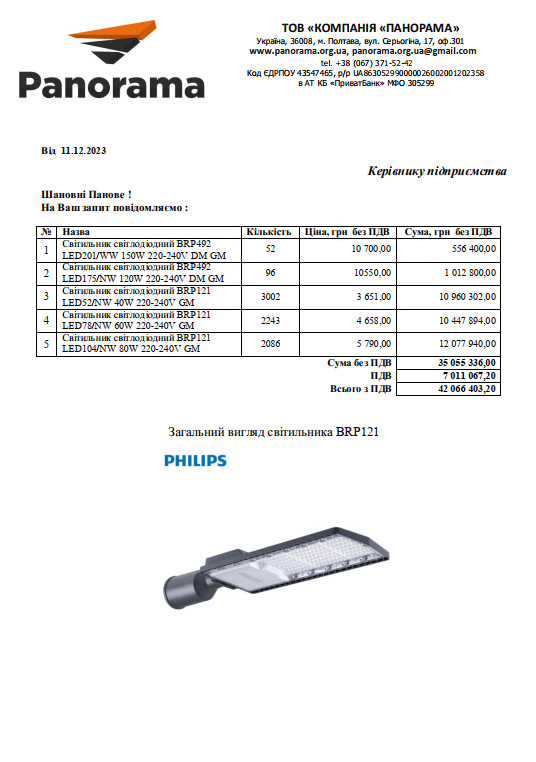 Panorama
ТОВ «КОМПАНІЯ «ПАНОРАМА»
Україна, 36008, м. Полтава, вул. Серьогіна, 17, оф.301
www.panorama.org.ua, panorama.org.ua@gmail.com
tel. +38 (067) 371-52-42
Код ЄДРПОУ 43547465, р/р UA863052990000026002001202358
в АТ КБ «ПриватБанк» МФО 305299
Від 11.12.2023
Керівнику підприємства
Шановні Панове !
На Ваш запит повідомляємо :
№ Назва Кількість Ціна, грн без ПДВ Сума, грн без ПДВ
1 Світильник світлодіодний BRP492 LED201/WW 150W 220-240V DM GM 52 10 700,00 556 400,00
2 Світильник світлодіодний BRP492 LED175/NW 120W 220-240V DM GM 96 10550,00 1 012 800,00
3 Світильник світлодіодний BRP121 LED52/NW 40W 220-240V GM 3002 3 651,00 10 960 302,00
4 Світильник світлодіодний BRP121 LED78/NW 60W 220-240V GM 2243 4 658,00 10 447 894,00
5 Світильник світлодіодний BRP121 LED104/NW 80W 220-240V GM 2086 5 790,00 12 077 940,00
Сума без ПДВ 35 055 336,00
ПДВ 7 011 067,20
Всього з ПДВ 42 066 403,20
Загальний вигляд світильника BRP121
PHILIPS